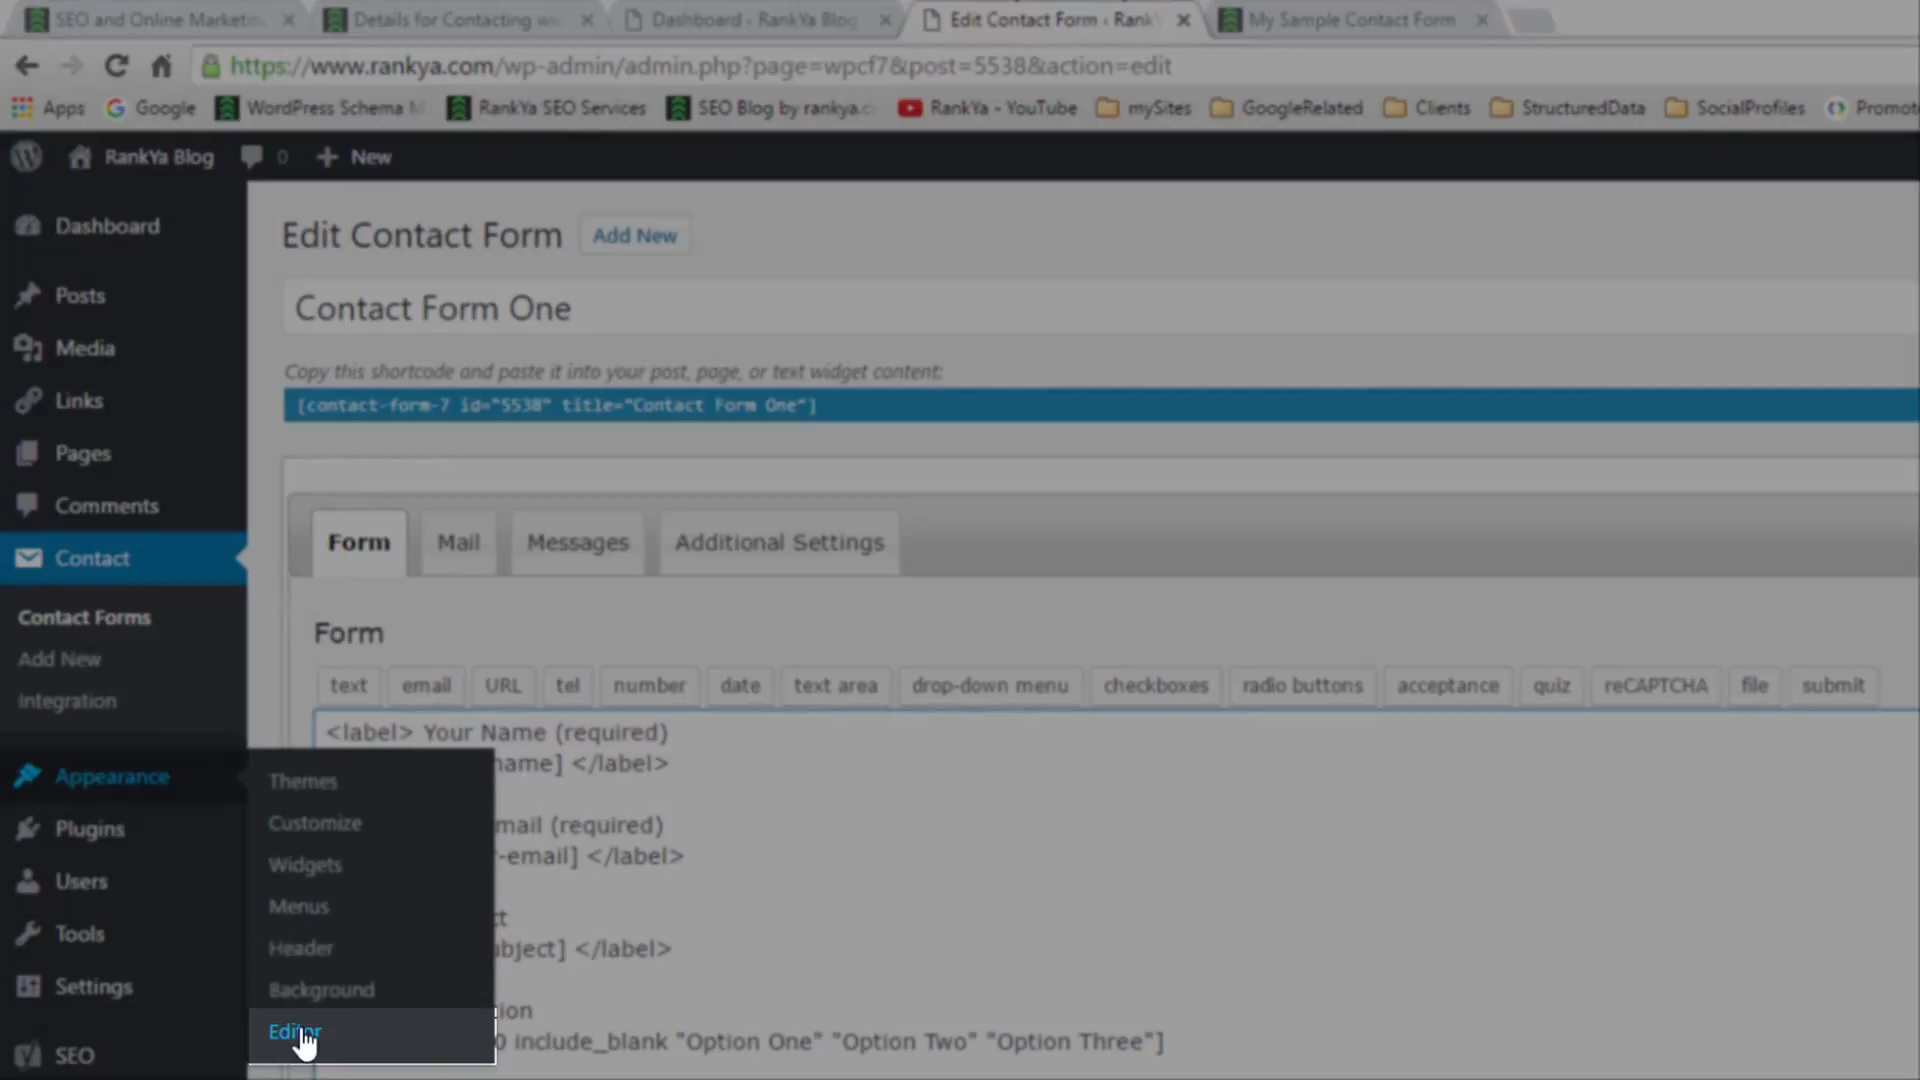 SEO and Online Marketin
Details for Contacting we
Dashboard ‹ RankYa Blog
Edit Contact Form ‹ RankY
My Sample Contact Form
https://www.rankya.com/wp-admin/admin.php?page=wpcf7&post=5538&action=edit
Apps Google WordPress Schema M RankYa SEO Services SEO Blog by rankya.c RankYa - YouTube mySites GoogleRelated Clients StructuredData SocialProfiles Promot
RankYa Blog 0 New
Dashboard
Posts
Media
Links
Pages
Comments
Contact
Contact Forms
Add New
Integration
Appearance
Plugins
Users
Tools
Settings
SEO
Themes
Customize
Widgets
Menus
Header
Background
Editor
Edit Contact Form Add New
Contact Form One
Copy this shortcode and paste it into your post, page, or text widget content:
[contact-form-7 id="5538" title="Contact Form One"]
Form Mail Messages Additional Settings
Form
text email URL tel number date text area drop-down menu checkboxes radio buttons acceptance quiz reCAPTCHA file submit
<label> Your Name (required)
name] </label>
mail (required)
-email] </label>
ct
ubject] </label>
tion
0 include_blank "Option One" "Option Two" "Option Three"]